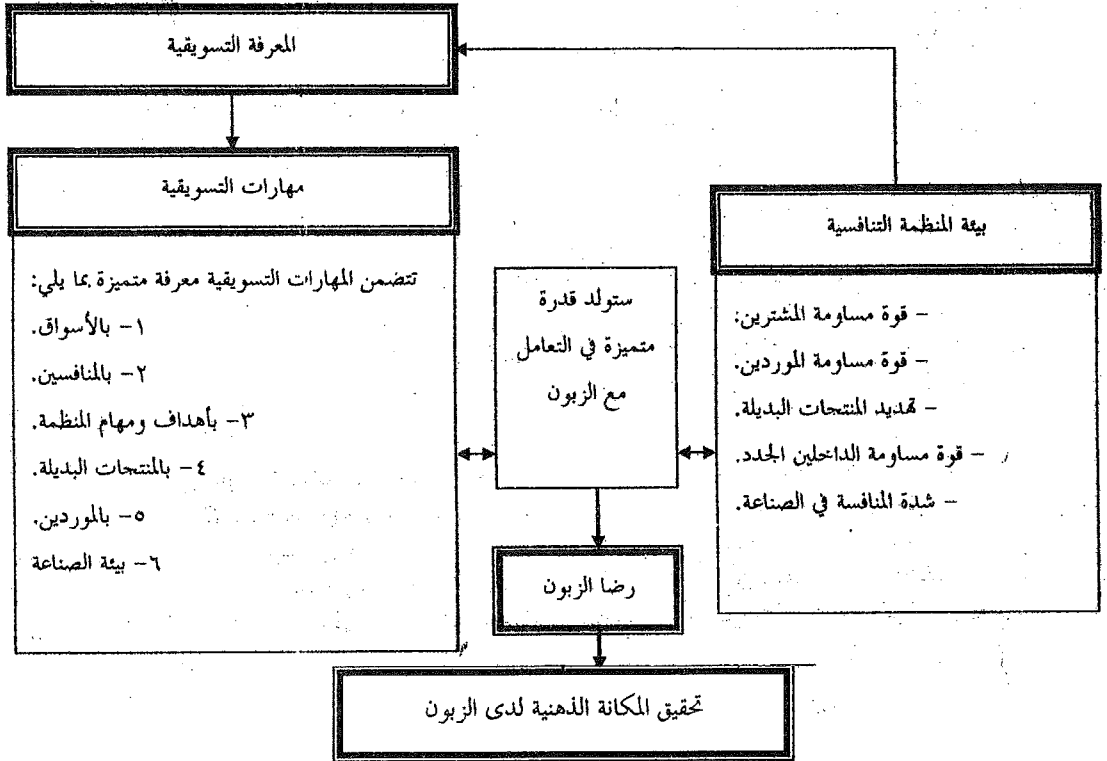 المعرفة التسويقية
مهارات التسويقية
تتضمن المهارات التسويقية معرفة متميزة بما يلي:
١- بالأسواق.
٢- بالمنافسين.
٣- بأهداف ومهام المنظمة.
٤- بالمنتجات البديلة.
٥- بالموردين.
٦- بيئة الصناعة
ستولد قدرة
متميزة في التعامل
مع الزبون
بيئة المنظمة التنافسية
- قوة مساومة المشترين:
- قوة مساومة الموردين.
- تهديد المنتجات البديلة.
- قوة مساومة الداخلين الجدد.
- شدة المنافسة في الصناعة.
رضا الزبون
تحقيق المكانة الذهنية لدى الزبون